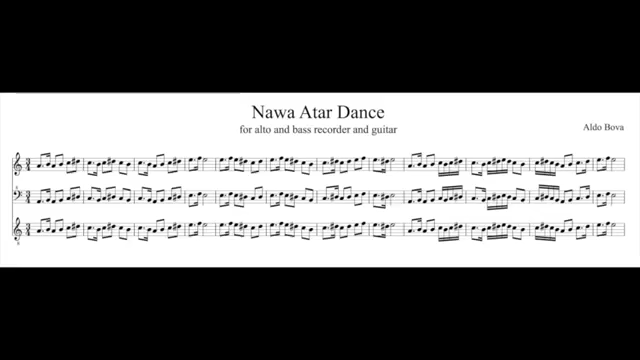 Nawa Atar Dance
for alto and bass recorder and guitar
Aldo Bova